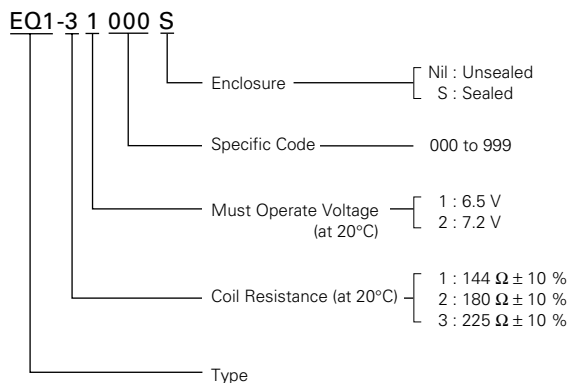 EQ1-3 1 000 S
Enclosure
Nil : Unsealed
S : Sealed
Specific Code
000 to 999
Must Operate Voltage
(at 20°C)
1 : 6.5 V
2 : 7.2 V
Coil Resistance (at 20°C)
1 : 144 Ω ± 10 %
2 : 180 Ω ± 10 %
3 : 225 Ω ± 10 %
Type